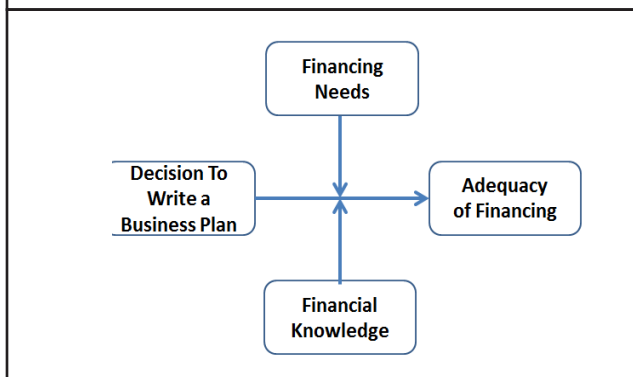 Financing
Needs
Decision To
Write a
Business Plan
Adequacy
of Financing
Financial
Knowledge